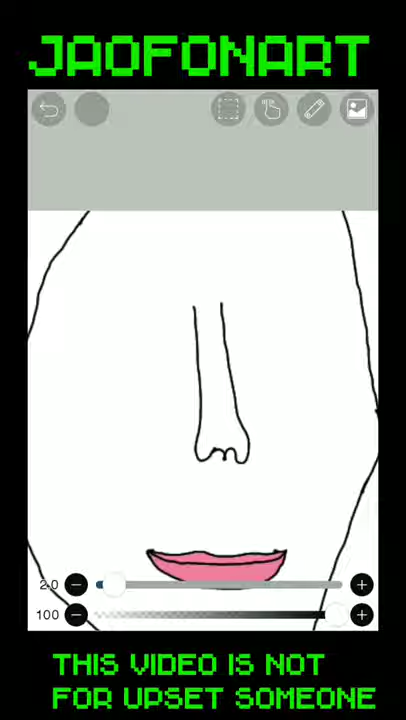 JAOFONART
2.0
100
THIS VIDEO IS NOT
FOR UPSET SOMEONE